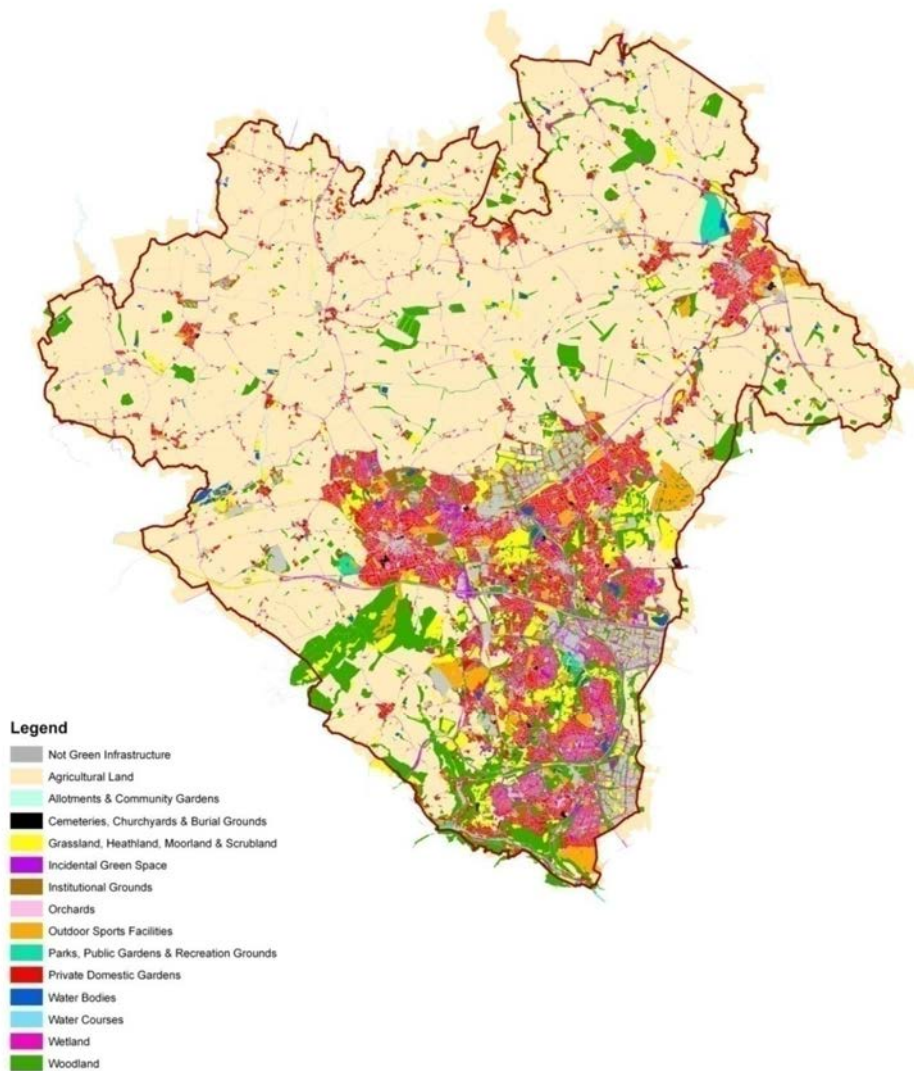 Legend
Not Green Infrastructure
Agricultural Land
Allotments & Community Gardens
Cemeteries, Churchyards & Burial Grounds
Grassland, Heathland, Moorland & Scrubland
Incidental Green Space
Institutional Grounds
Orchards
Outdoor Sports Facilities
Parks, Public Gardens & Recreation Grounds
Private Domestic Gardens
Water Bodies
Water Courses
Wetland
Woodland